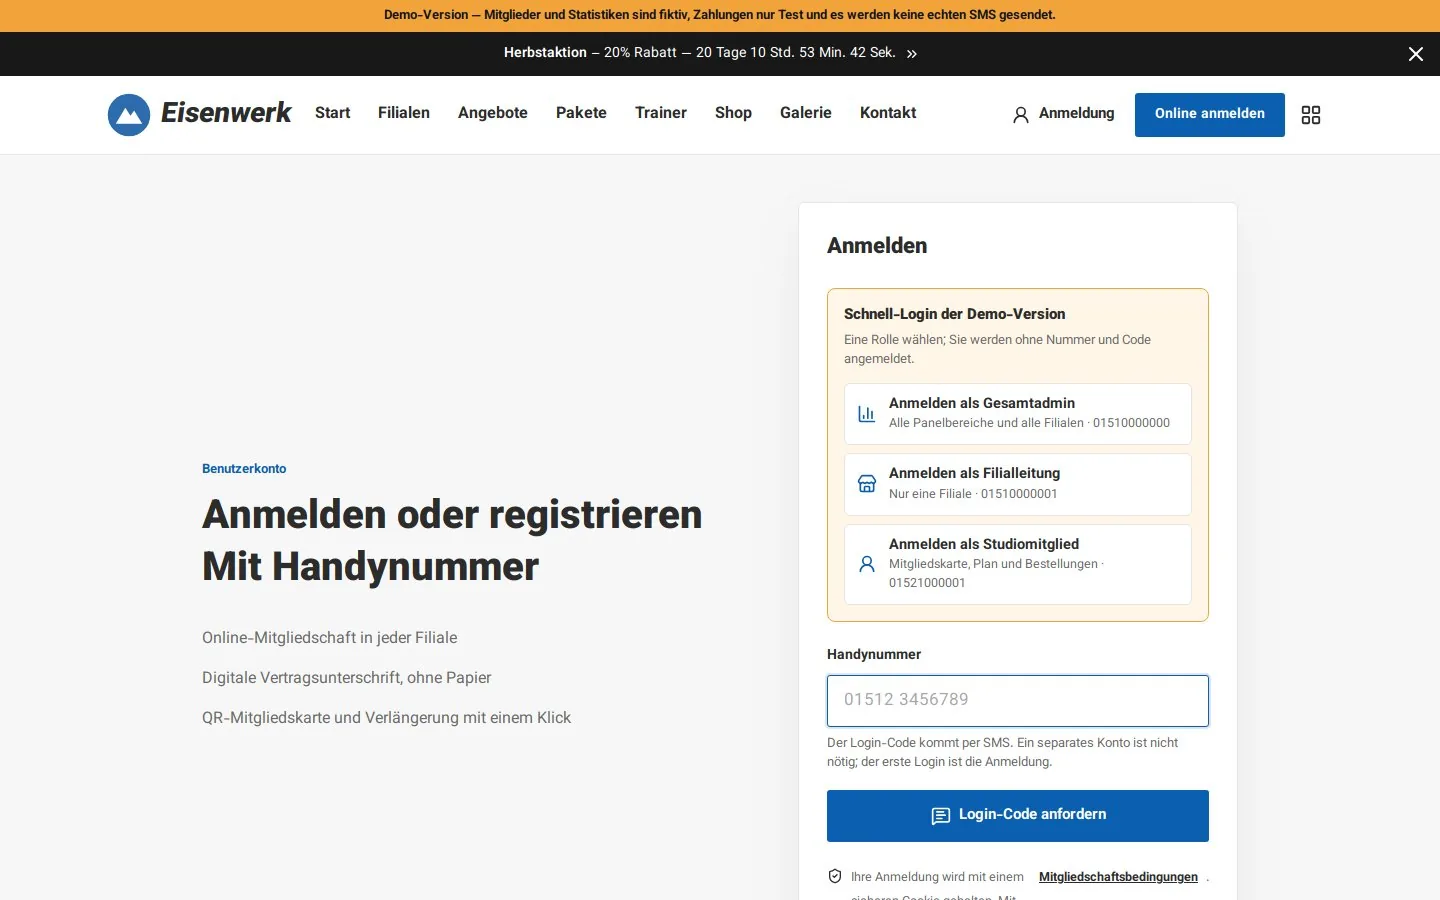 Demo-Version — Mitglieder und Statistiken sind fiktiv, Zahlungen nur Test und es werden keine echten SMS gesendet.
Herbstaktion – 20% Rabatt — 20 Tage 10 Std. 53 Min. 42 Sek. »
Eisenwerk Start Filialen Angebote Pakete Trainer Shop Galerie Kontakt Anmeldung Online anmelden
Benutzerkonto
Anmelden oder registrieren
Mit Handynummer
Online-Mitgliedschaft in jeder Filiale
Digitale Vertragsunterschrift, ohne Papier
QR-Mitgliedskarte und Verlängerung mit einem Klick
Anmelden
Schnell-Login der Demo-Version
Eine Rolle wählen; Sie werden ohne Nummer und Code
angemeldet.
Anmelden als Gesamtadmin
Alle Panelbereiche und alle Filialen · 01510000000
Anmelden als Filialleitung
Nur eine Filiale · 01510000001
Anmelden als Studiomitglied
Mitgliedskarte, Plan und Bestellungen ·
01521000001
Handynummer
01512 3456789
Der Login-Code kommt per SMS. Ein separates Konto ist nicht
nötig; der erste Login ist die Anmeldung.
Login-Code anfordern
Ihre Anmeldung wird mit einem Mitgliedschaftsbedingungen .
sicheren Cookie gehalten. Mit